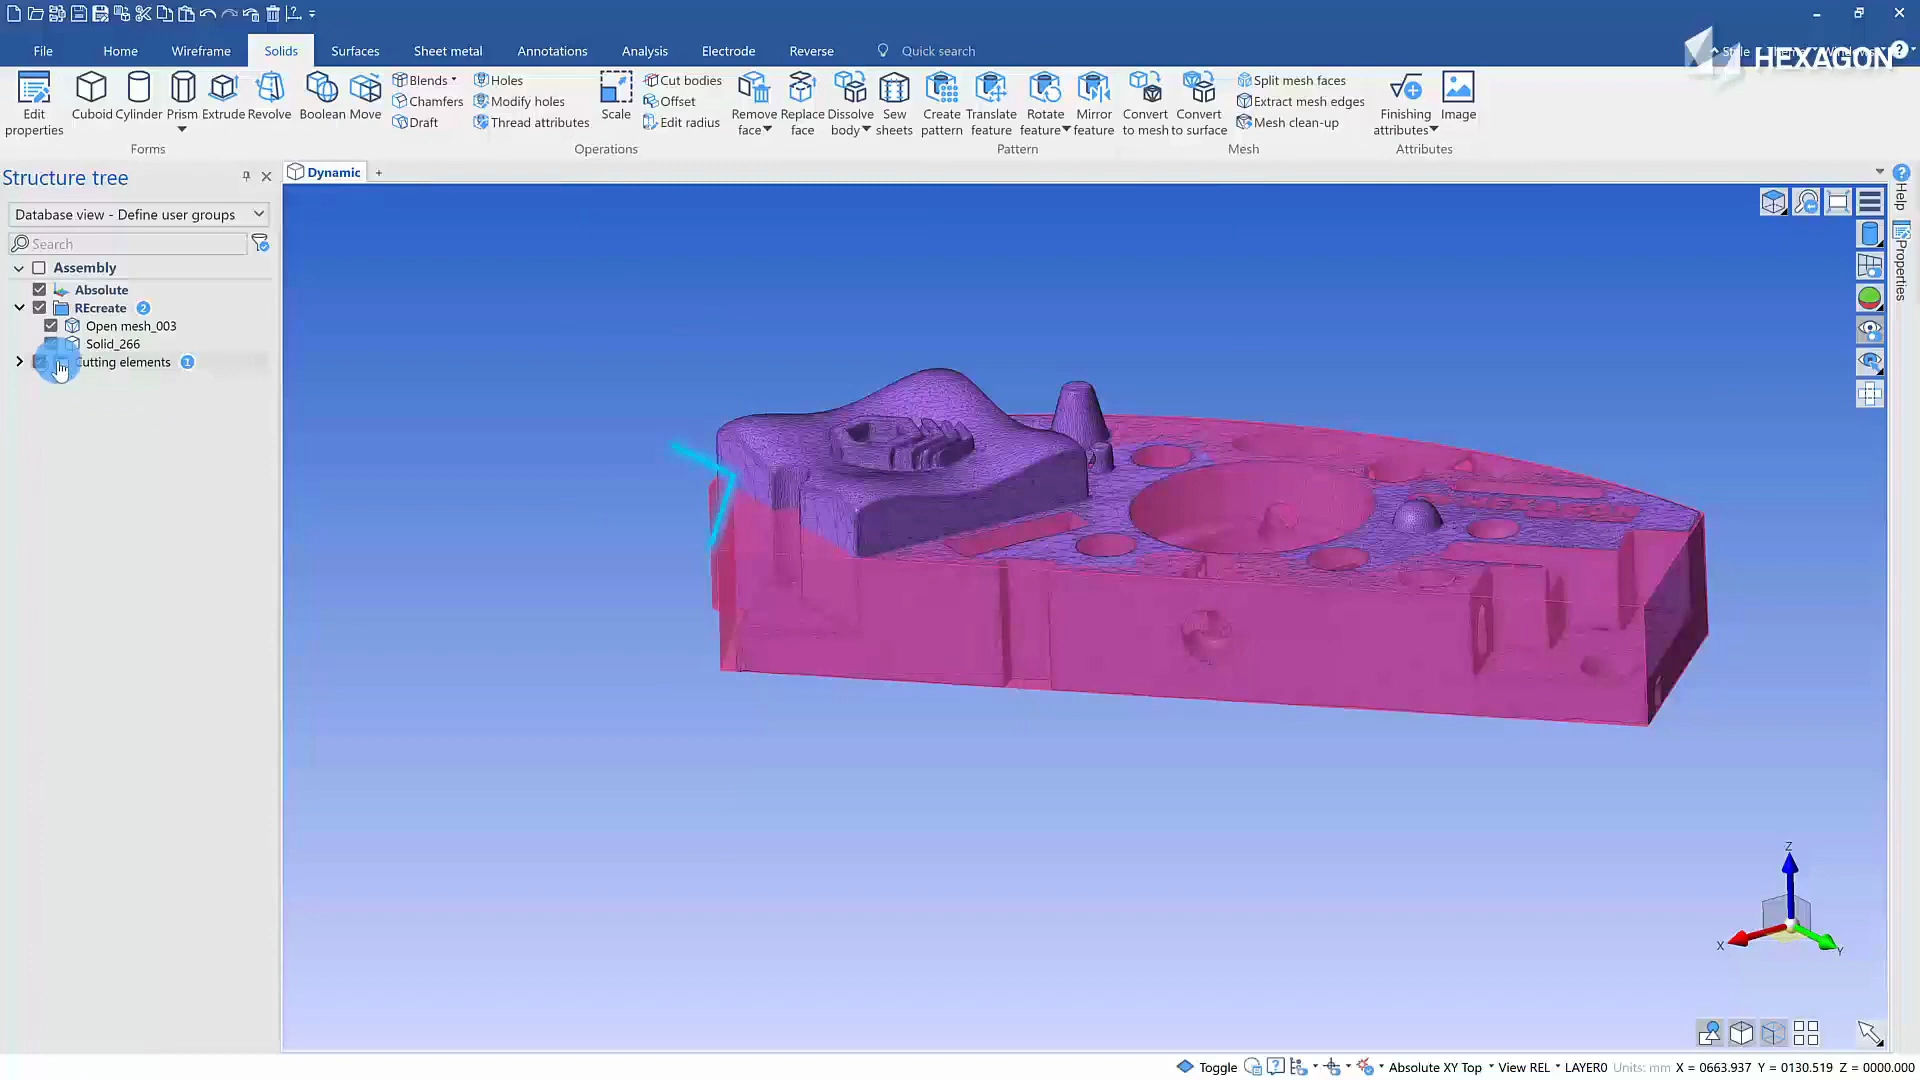 File Home Wireframe Solids Surfaces Sheet metal Annotations Analysis Electrode Reverse Quick search
HEXAGON
Edit properties
Cuboid Cylinder Prism Extrude Revolve
Forms
Boolean Move
Blends
Chamfers
Draft
Holes
Modify holes
Thread attributes
Scale
Cut bodies
Offset
Edit radius
Operations
Remove face
Replace face
Dissolve body
Sew sheets
Create pattern
Translate feature
Rotate feature
Mirror feature
Pattern
Convert to mesh
Convert to surface
Split mesh faces
Extract mesh edges
Mesh clean-up
Mesh
Finishing attributes
Image
Attributes
Structure tree
Dynamic +
Database view - Define user groups
Search
Assembly
Absolute
REcreate 2
Open mesh_003
Solid_266
Cutting elements 1
Help
Properties
Z
X
Y
Toggle Absolute XY Top View REL LAYER0 Units: mm X = 0663.937 Y = 0130.519 Z = 0000.000